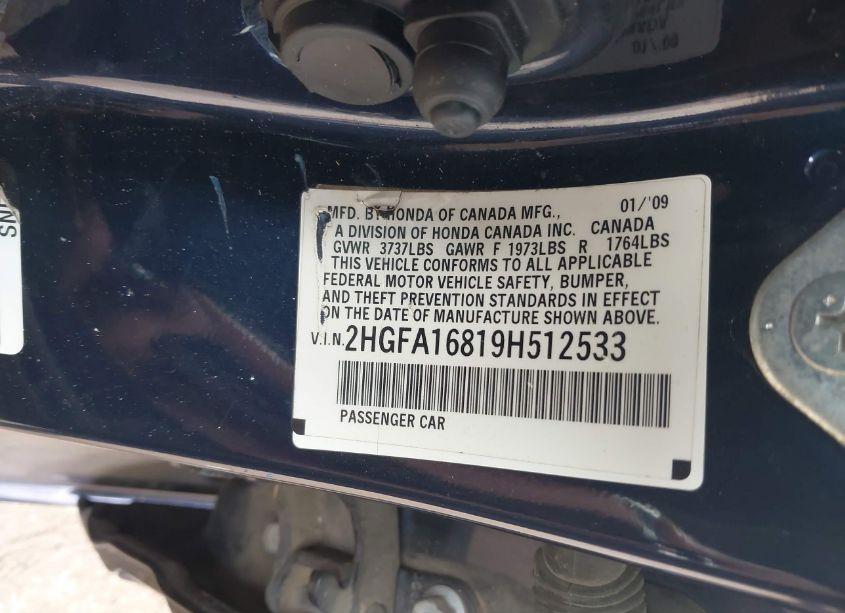 01/'09
MFD. BY HONDA OF CANADA MFG.,
A DIVISION OF HONDA CANADA INC. CANADA
GVWR 3737LBS GAWR F 1973LBS R 1764LBS
THIS VEHICLE CONFORMS TO ALL APPLICABLE
FEDERAL MOTOR VEHICLE SAFETY, BUMPER,
AND THEFT PREVENTION STANDARDS IN EFFECT
ON THE DATE OF MANUFACTURE SHOWN ABOVE.
V.I.N. 2HGFA16819H512533
PASSENGER CAR